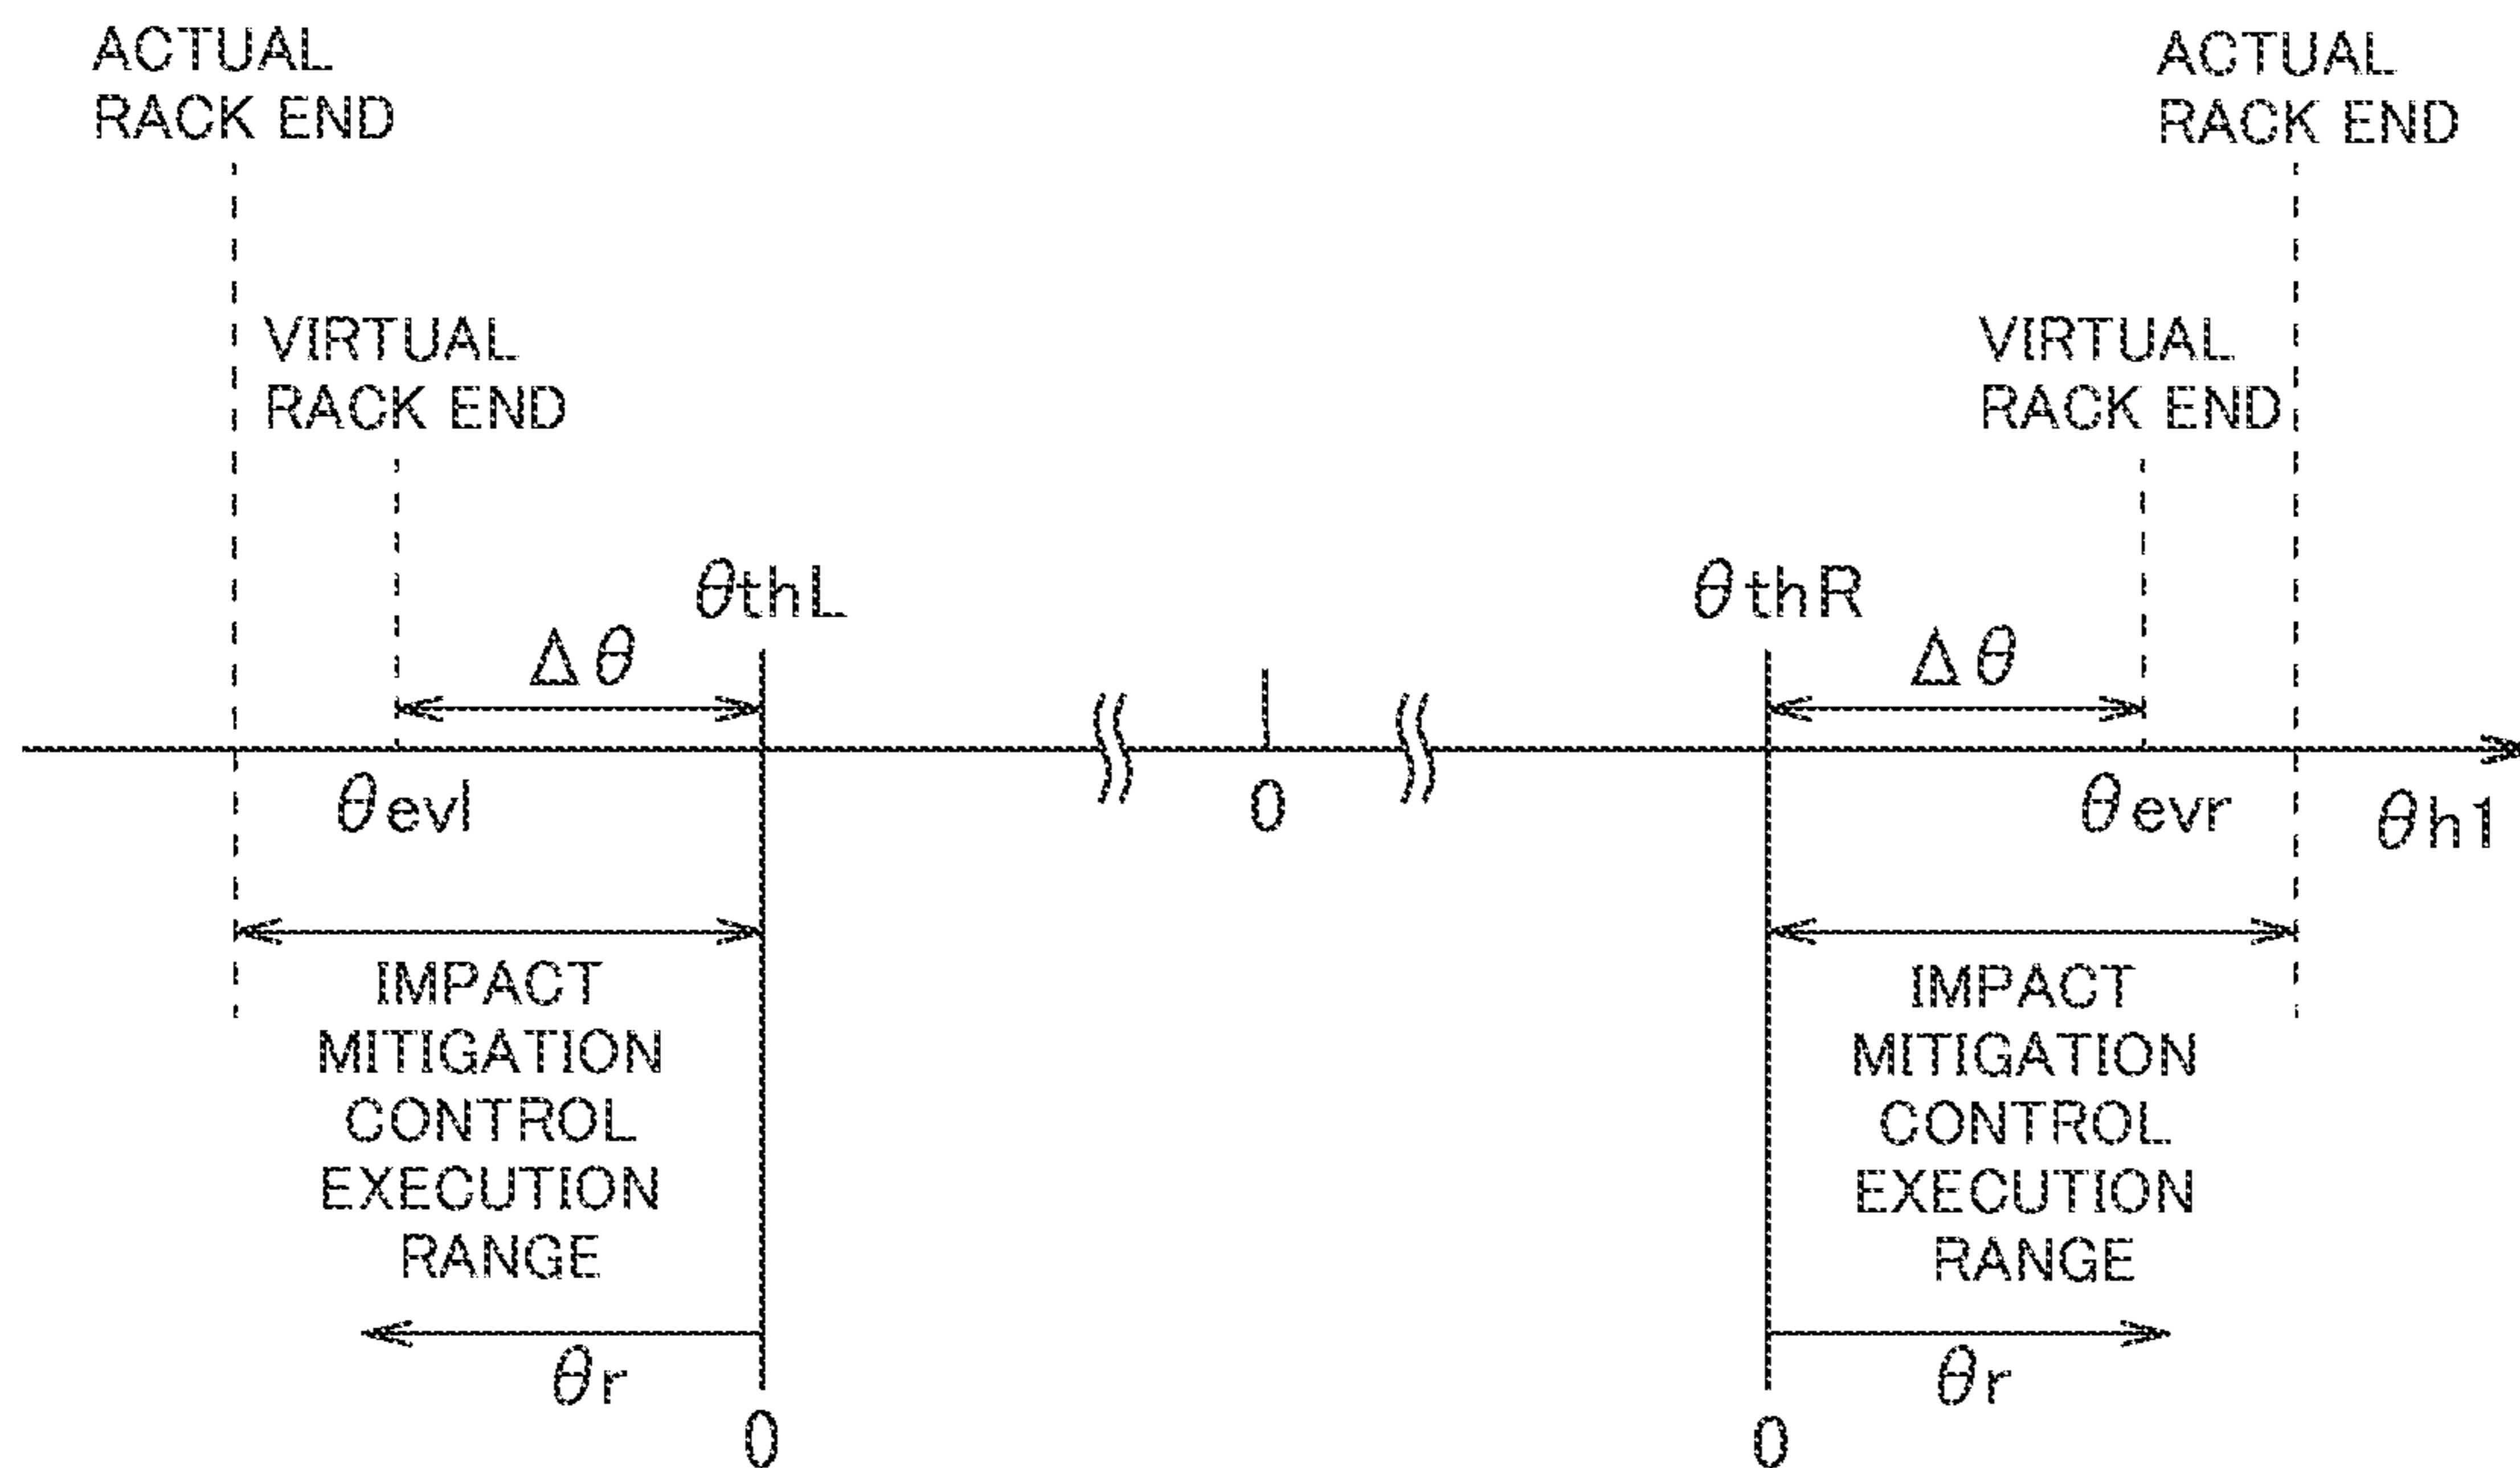 ACTUAL
RACK END
ACTUAL
RACK END
VIRTUAL
RACK END
VIRTUAL
RACK END
θthL
θthR
Δθ
Δθ
θevl
0
θevr
θh1
IMPACT
MITIGATION
CONTROL
EXECUTION
RANGE
IMPACT
MITIGATION
CONTROL
EXECUTION
RANGE
θr
θr
0
0